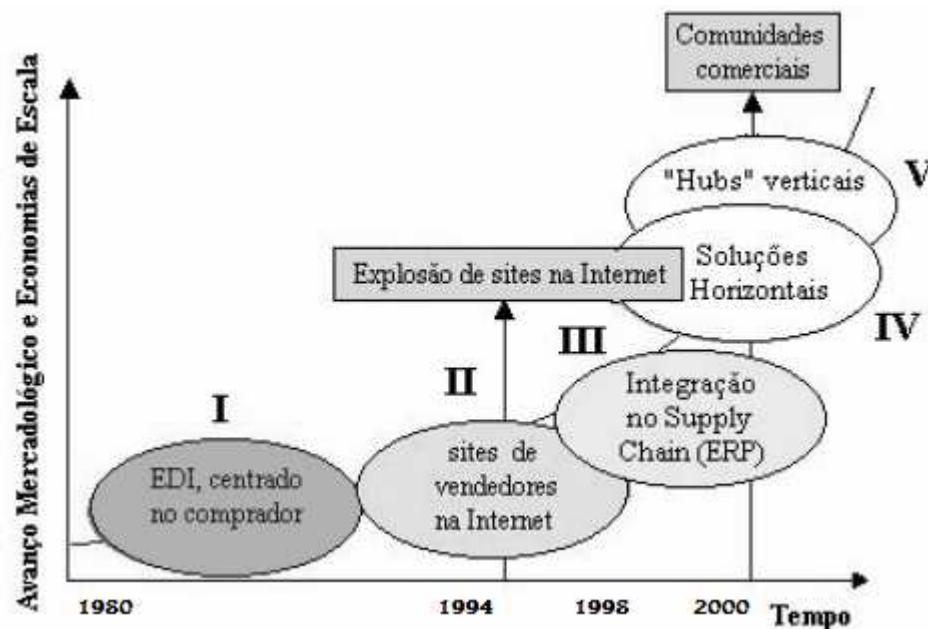 Avanço Mercadológico e Economias de Escala
Comunidades
comerciais
"Hubs" verticais
V
Soluções
Horizontais
IV
Explosão de sites na Internet
III
Integração
no Supply
Chain (ERP)
II
sites de
vendedores
na Internet
I
EDI, centrado
no comprador
1980
1994
1998
2000
Tempo